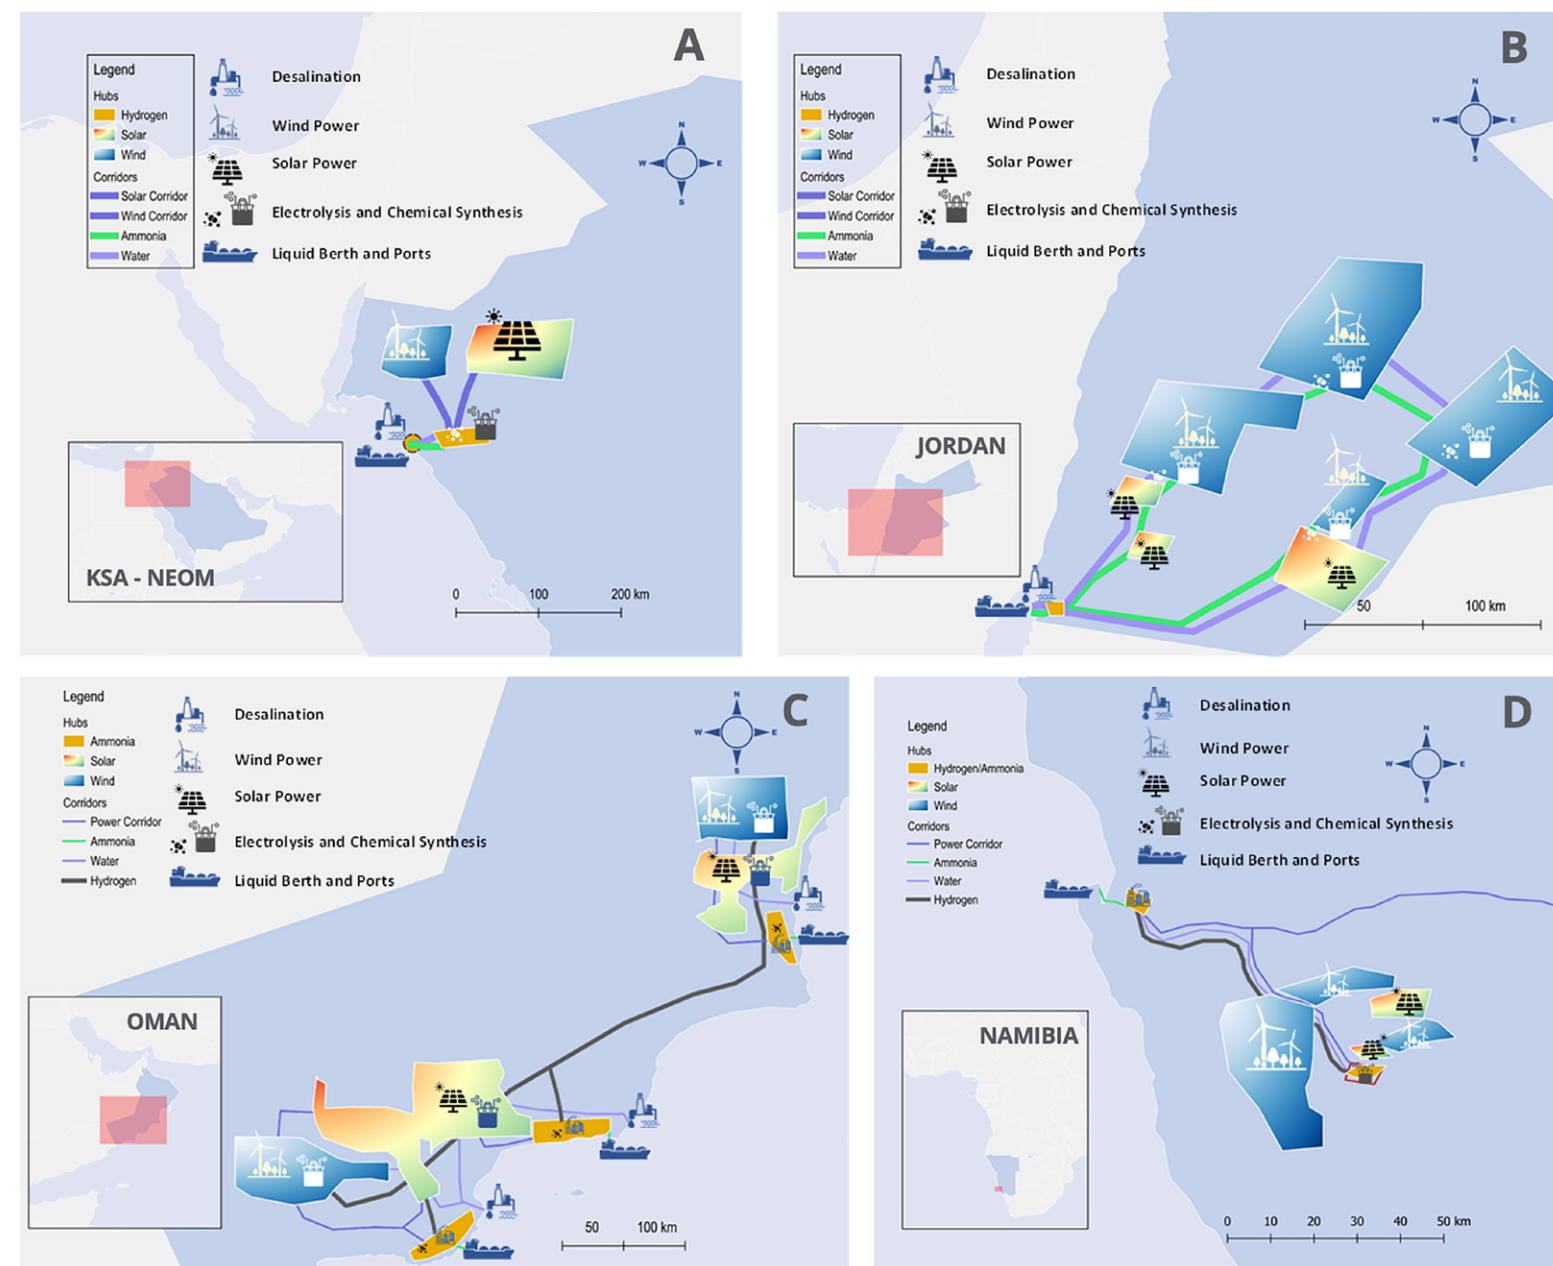 A
Legend
Hubs
Hydrogen
Solar
Wind
Corridors
Solar Corridor
Wind Corridor
Ammonia
Water
Desalination
Wind Power
Solar Power
Electrolysis and Chemical Synthesis
Liquid Berth and Ports
N
W
E
S
KSA - NEOM
0 100 200 km
B
Legend
Hubs
Hydrogen
Solar
Wind
Corridors
Solar Corridor
Wind Corridor
Ammonia
Water
Desalination
Wind Power
Solar Power
Electrolysis and Chemical Synthesis
Liquid Berth and Ports
N
W
E
S
JORDAN
50 100 km
C
Legend
Hubs
Ammonia
Solar
Wind
Corridors
Power Corridor
Ammonia
Water
Hydrogen
Desalination
Wind Power
Solar Power
Electrolysis and Chemical Synthesis
Liquid Berth and Ports
N
W
E
S
OMAN
50 100 km
D
Legend
Hubs
Hydrogen/Ammonia
Solar
Wind
Corridors
Power Corridor
Ammonia
Water
Hydrogen
Desalination
Wind Power
Solar Power
Electrolysis and Chemical Synthesis
Liquid Berth and Ports
N
W
E
S
NAMIBIA
0 10 20 30 40 50 km